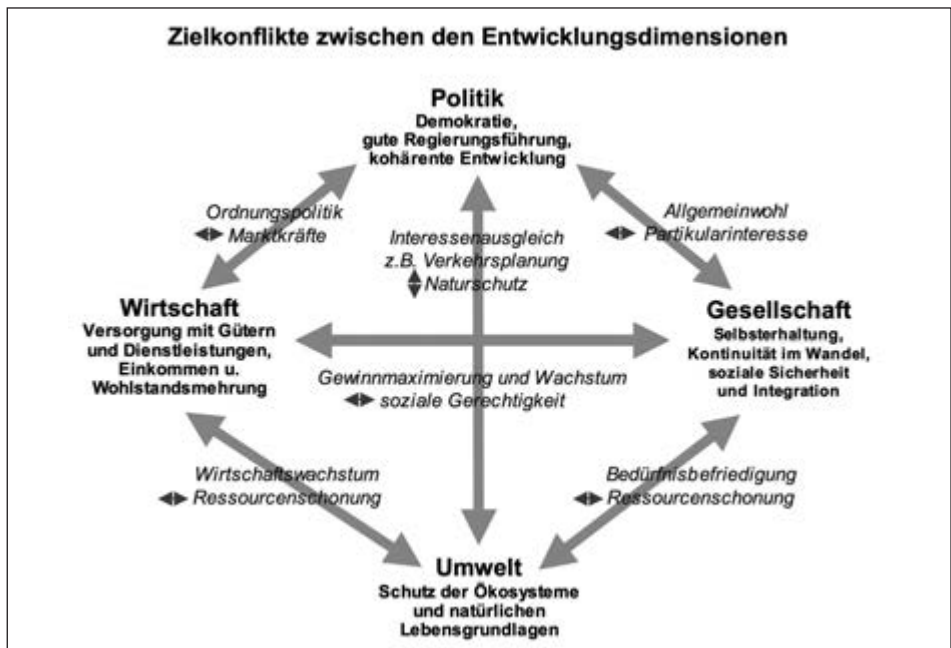 Zielkonflikte zwischen den Entwicklungsdimensionen
Politik
Demokratie,
gute Regierungsführung,
kohärente Entwicklung
Ordnungspolitik
Marktkräfte
Interessenausgleich
z.B. Verkehrsplanung
Naturschutz
Allgemeinwohl
Partikularinteresse
Wirtschaft
Versorgung mit Gütern
und Dienstleistungen,
Einkommen u.
Wohlstandsmehrung
Gesellschaft
Selbsterhaltung,
Kontinuität im Wandel,
soziale Sicherheit
und Integration
Gewinnmaximierung und Wachstum
soziale Gerechtigkeit
Wirtschaftswachstum
Ressourcenschonung
Bedürfnisbefriedigung
Ressourcenschonung
Umwelt
Schutz der Ökosysteme
und natürlichen
Lebensgrundlagen